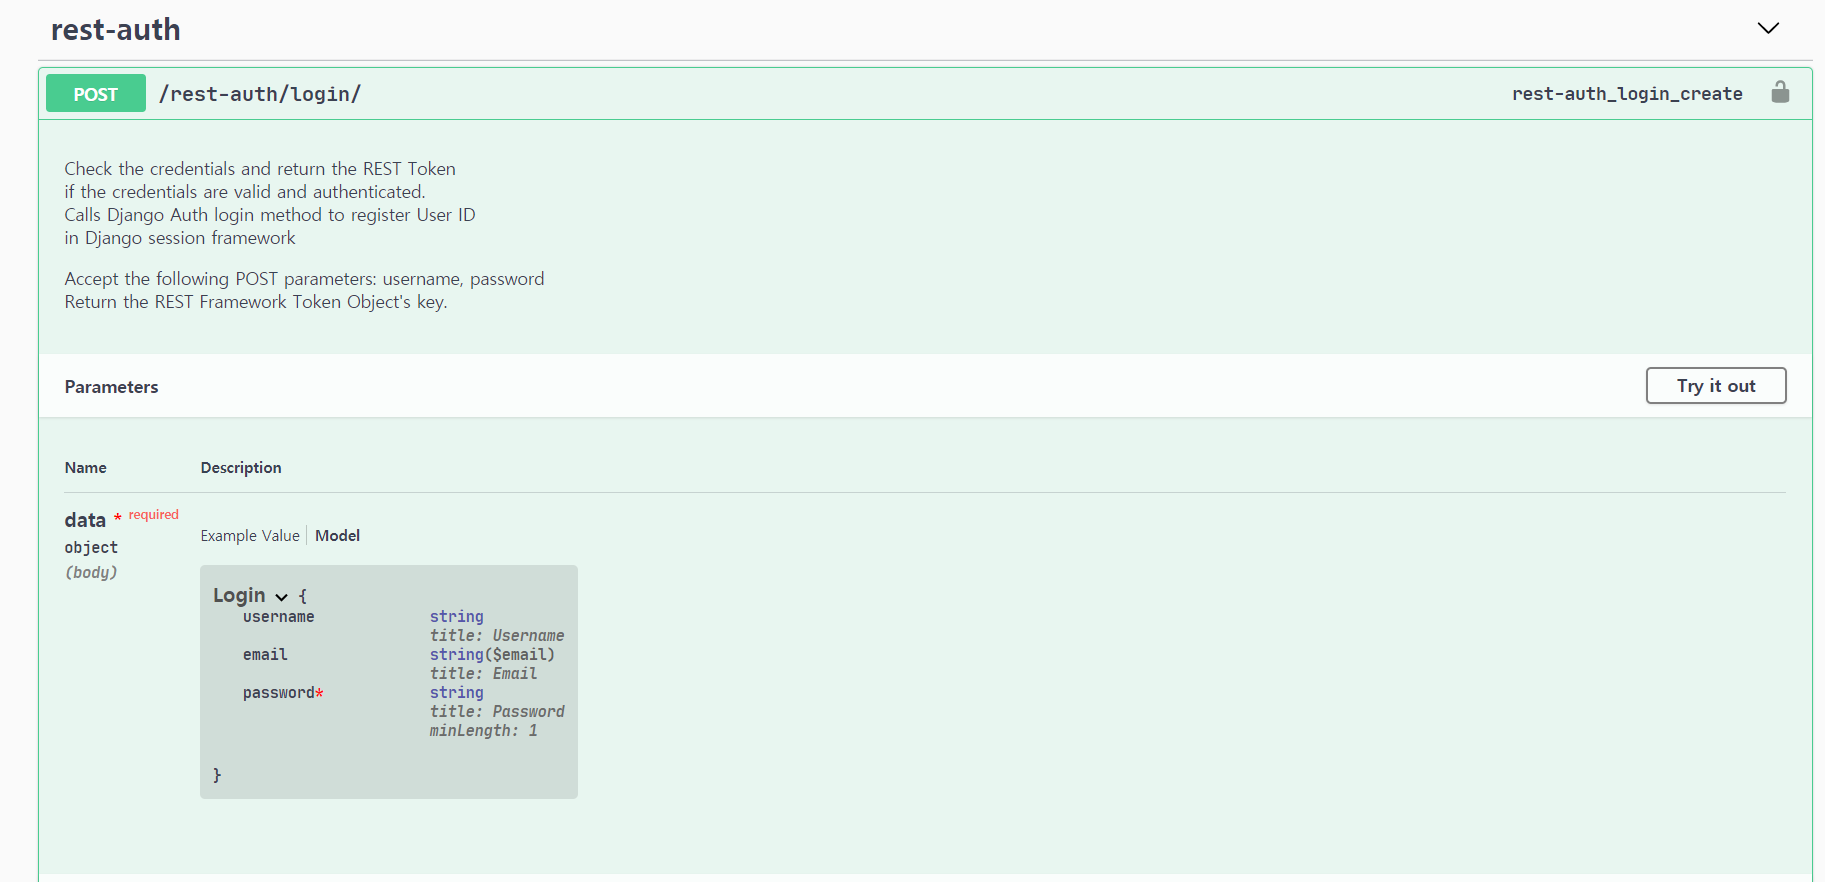 rest-auth
POST /rest-auth/login/ rest-auth_login_create
Check the credentials and return the REST Token
if the credentials are valid and authenticated.
Calls Django Auth login method to register User ID
in Django session framework
Accept the following POST parameters: username, password
Return the REST Framework Token Object's key.
Parameters Try it out
Name Description
data * required
object
(body)
Example Value Model
Login {
username string
title: Username
email string($email)
title: Email
password* string
title: Password
minLength: 1
}